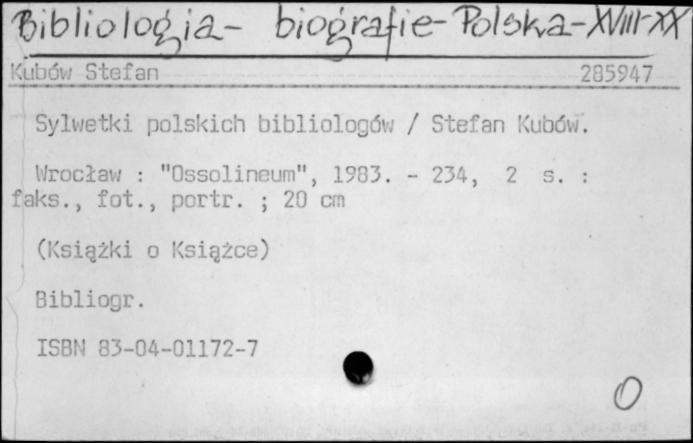 Bibliologia - biografie - Polska - XVIII-XX
Kubów Stefan 285947
Sylwetki polskich bibliologów / Stefan Kubów.
Wrocław : "Ossolineum", 1983. - 234, 2 s. :
faks., fot., portr. ; 20 cm
(Książki o Książce)
Bibliogr.
ISBN 83-04-01172-7
O